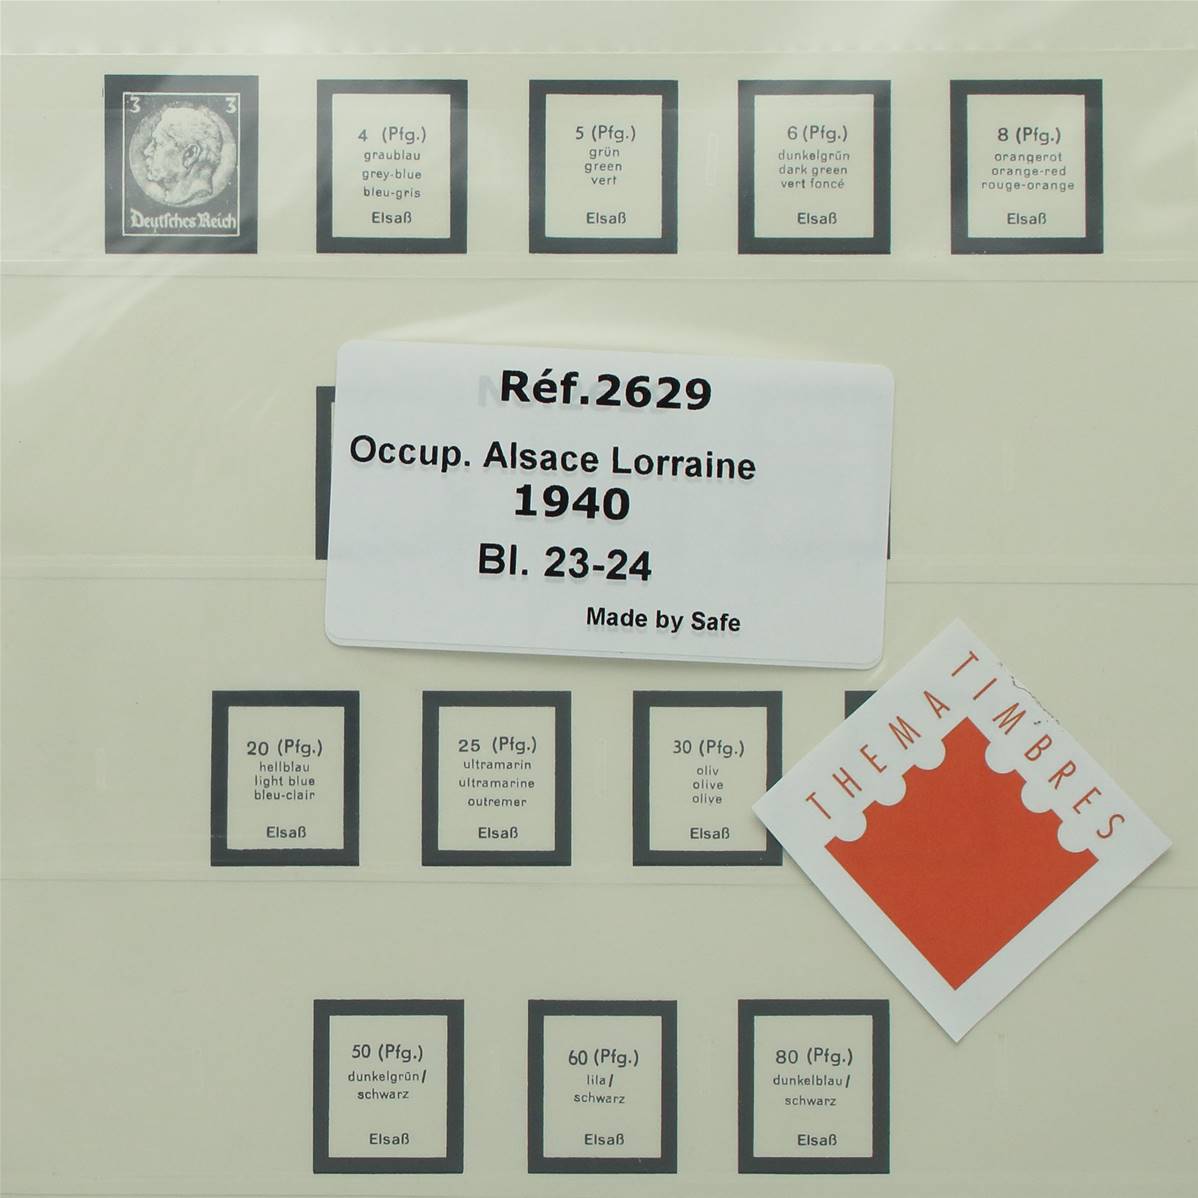 3 3
Deutsches Reich
4 (Pfg.)
graublau
grey-blue
bleu-gris
Elsaß
5 (Pfg.)
grün
green
vert
Elsaß
6 (Pfg.)
dunkelgrün
dark green
vert foncé
Elsaß
8 (Pfg.)
orangerot
orange-red
rouge-orange
Elsaß
Réf.2629
Occup. Alsace Lorraine
1940
Bl. 23-24
Made by Safe
20 (Pfg.)
hellblau
light blue
bleu-clair
Elsaß
25 (Pfg.)
ultramarin
ultramarine
outremer
Elsaß
30 (Pfg.)
oliv
olive
olive
Elsaß
THEMA TIMBRES
50 (Pfg.)
dunkelgrün/
schwarz
Elsaß
60 (Pfg.)
lila/
schwarz
Elsaß
80 (Pfg.)
dunkelblau/
schwarz
Elsaß